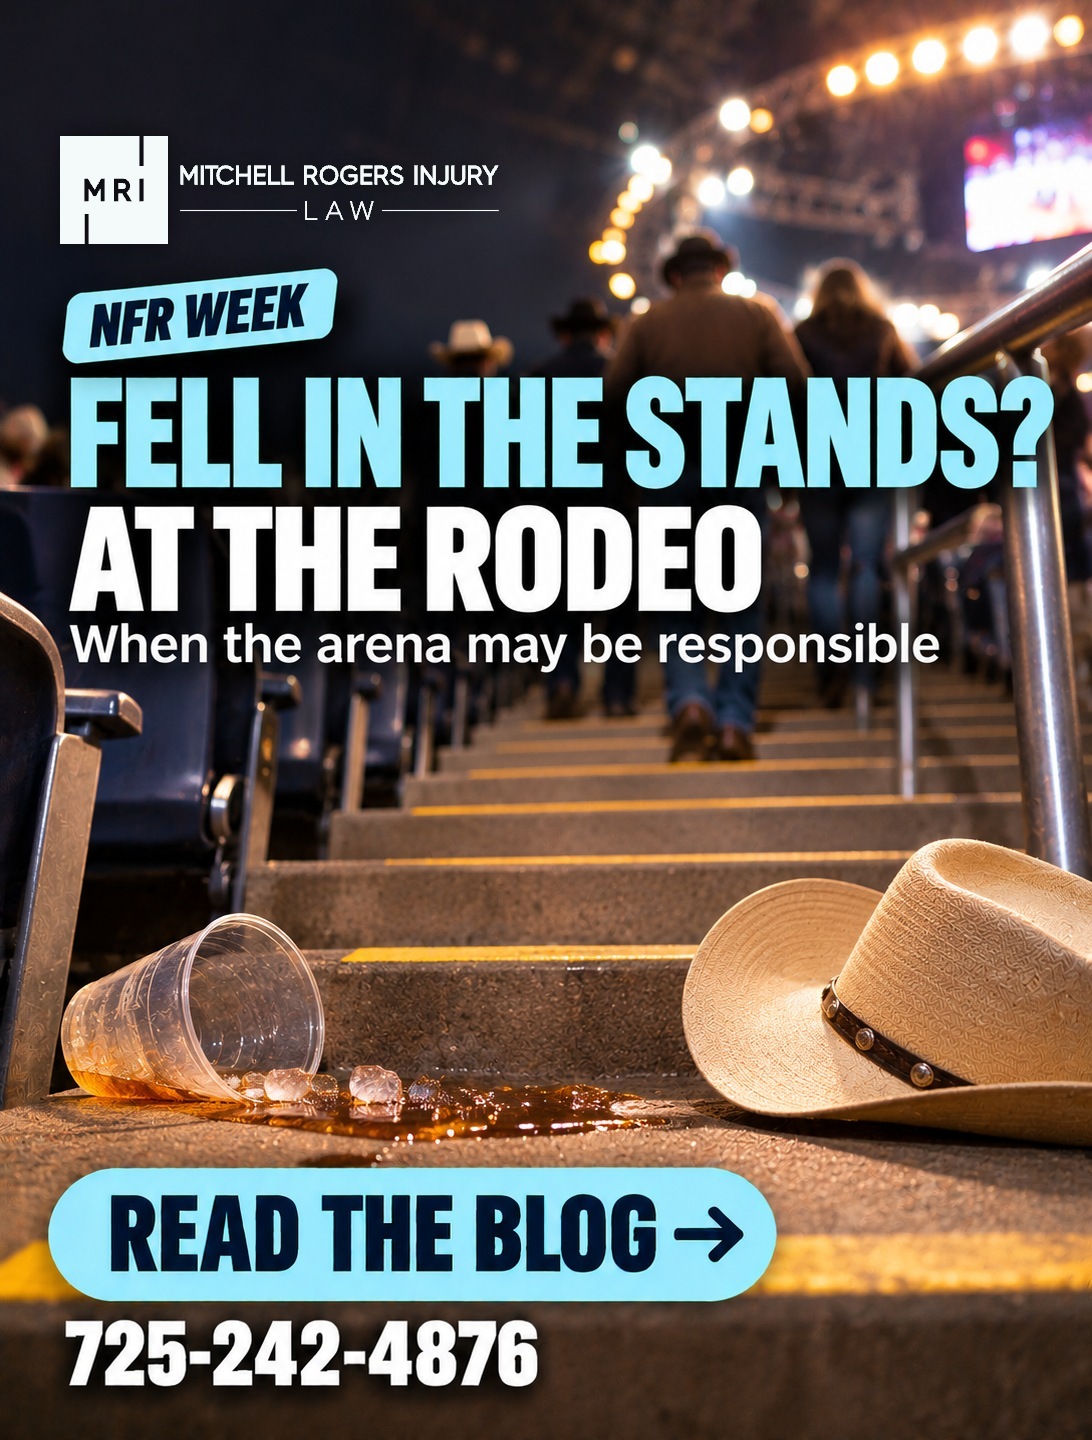 MRI
MITCHELL ROGERS INJURY
LAW
NFR WEEK
FELL IN THE STANDS?
AT THE RODEO
When the arena may be responsible
READ THE BLOG →
725-242-4876